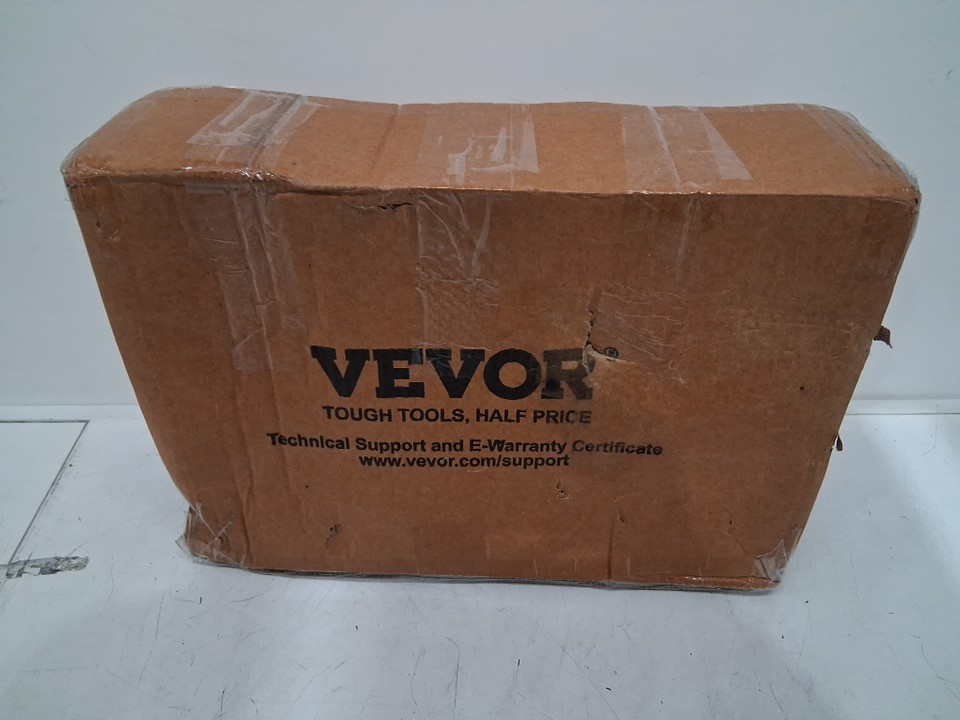 VEVOR®
TOUGH TOOLS, HALF PRICE
Technical Support and E-Warranty Certificate
www.vevor.com/support